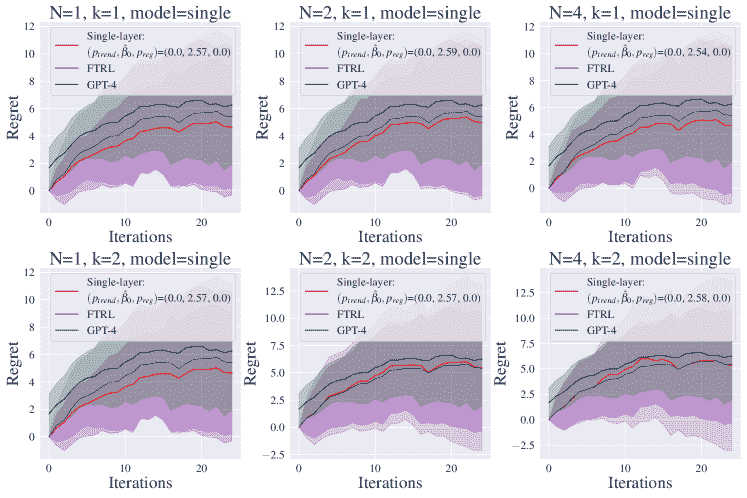 N=1, k=1, model=single
12
10
8
6
4
2
0
Regret
Single-layer:
(p_trend, β̂_0, p_reg)=(0.0, 2.57, 0.0)
FTRL
GPT-4
0 10 20
Iterations
N=2, k=1, model=single
12
10
8
6
4
2
0
Regret
Single-layer:
(p_trend, β̂_0, p_reg)=(0.0, 2.59, 0.0)
FTRL
GPT-4
0 10 20
Iterations
N=4, k=1, model=single
12
10
8
6
4
2
0
Regret
Single-layer:
(p_trend, β̂_0, p_reg)=(0.0, 2.54, 0.0)
FTRL
GPT-4
0 10 20
Iterations
N=1, k=2, model=single
12
10
8
6
4
2
0
Regret
Single-layer:
(p_trend, β̂_0, p_reg)=(0.0, 2.57, 0.0)
FTRL
GPT-4
0 10 20
Iterations
N=2, k=2, model=single
12.5
10.0
7.5
5.0
2.5
0.0
−2.5
Regret
Single-layer:
(p_trend, β̂_0, p_reg)=(0.0, 2.57, 0.0)
FTRL
GPT-4
0 10 20
Iterations
N=4, k=2, model=single
12.5
10.0
7.5
5.0
2.5
0.0
−2.5
Regret
Single-layer:
(p_trend, β̂_0, p_reg)=(0.0, 2.58, 0.0)
FTRL
GPT-4
0 10 20
Iterations